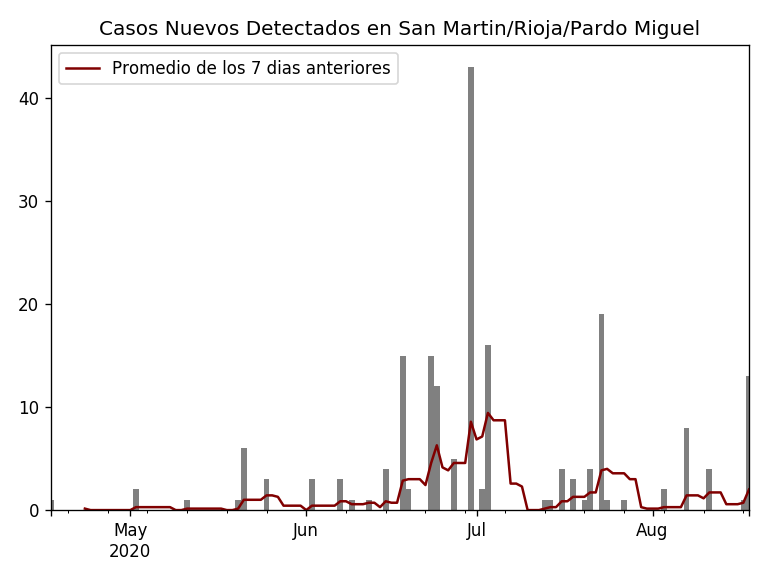 Casos Nuevos Detectados en San Martin/Rioja/Pardo Miguel
Promedio de los 7 dias anteriores
40
30
20
10
0
May Jun Jul Aug
2020